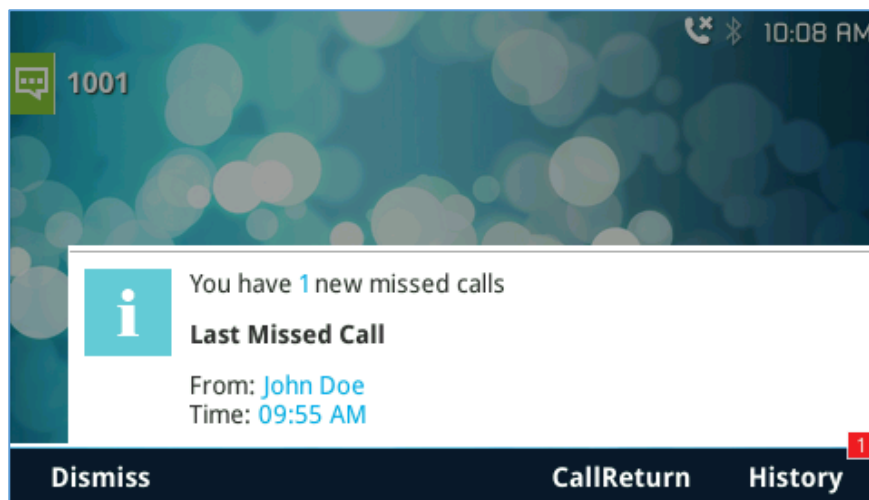 10:08 AM
1001
You have 1 new missed calls
Last Missed Call
From: John Doe
Time: 09:55 AM
1
Dismiss
CallReturn
History